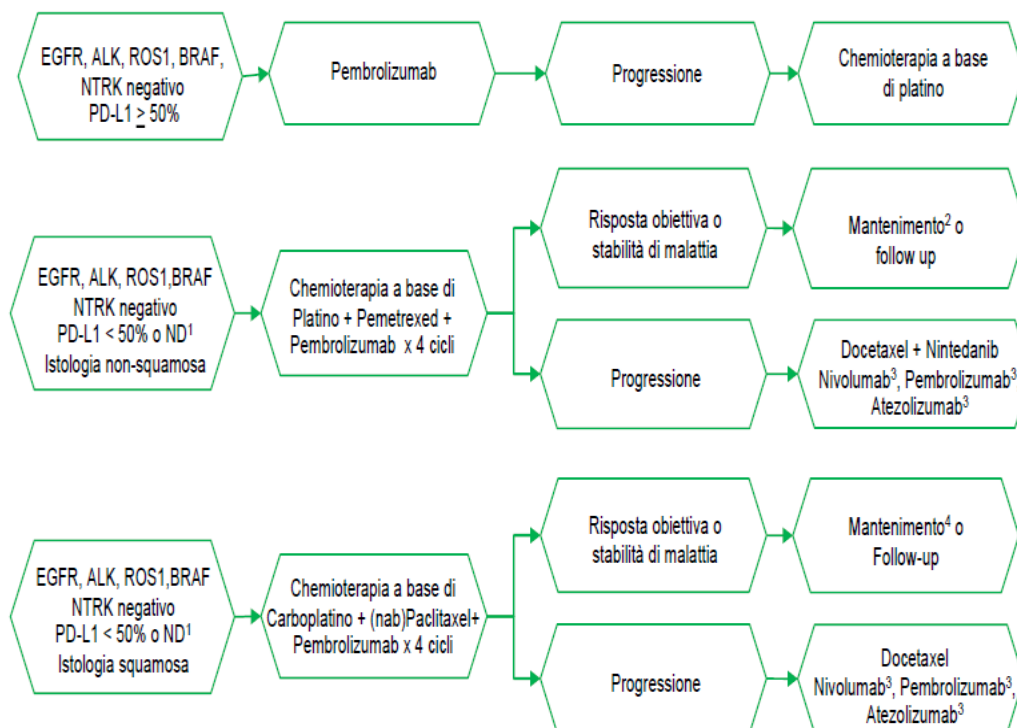 EGFR, ALK, ROS1, BRAF,
NTRK negativo
PD-L1 ≥ 50%
Pembrolizumab
Progressione
Chemioterapia a base
di platino
EGFR, ALK, ROS1,BRAF
NTRK negativo
PD-L1 < 50% o ND¹
Istologia non-squamosa
Chemioterapia a base di
Platino + Pemetrexed +
Pembrolizumab x 4 cicli
Risposta obiettiva o
stabilità di malattia
Mantenimento² o
follow up
Progressione
Docetaxel + Nintedanib
Nivolumab³, Pembrolizumab³
Atezolizumab³
EGFR, ALK, ROS1,BRAF
NTRK negativo
PD-L1 < 50% o ND¹
Istologia squamosa
Chemioterapia a base di
Carboplatino + (nab)Paclitaxel+
Pembrolizumab x 4 cicli
Risposta obiettiva o
stabilità di malattia
Mantenimento⁴ o
Follow-up
Progressione
Docetaxel
Nivolumab³, Pembrolizumab³,
Atezolizumab³